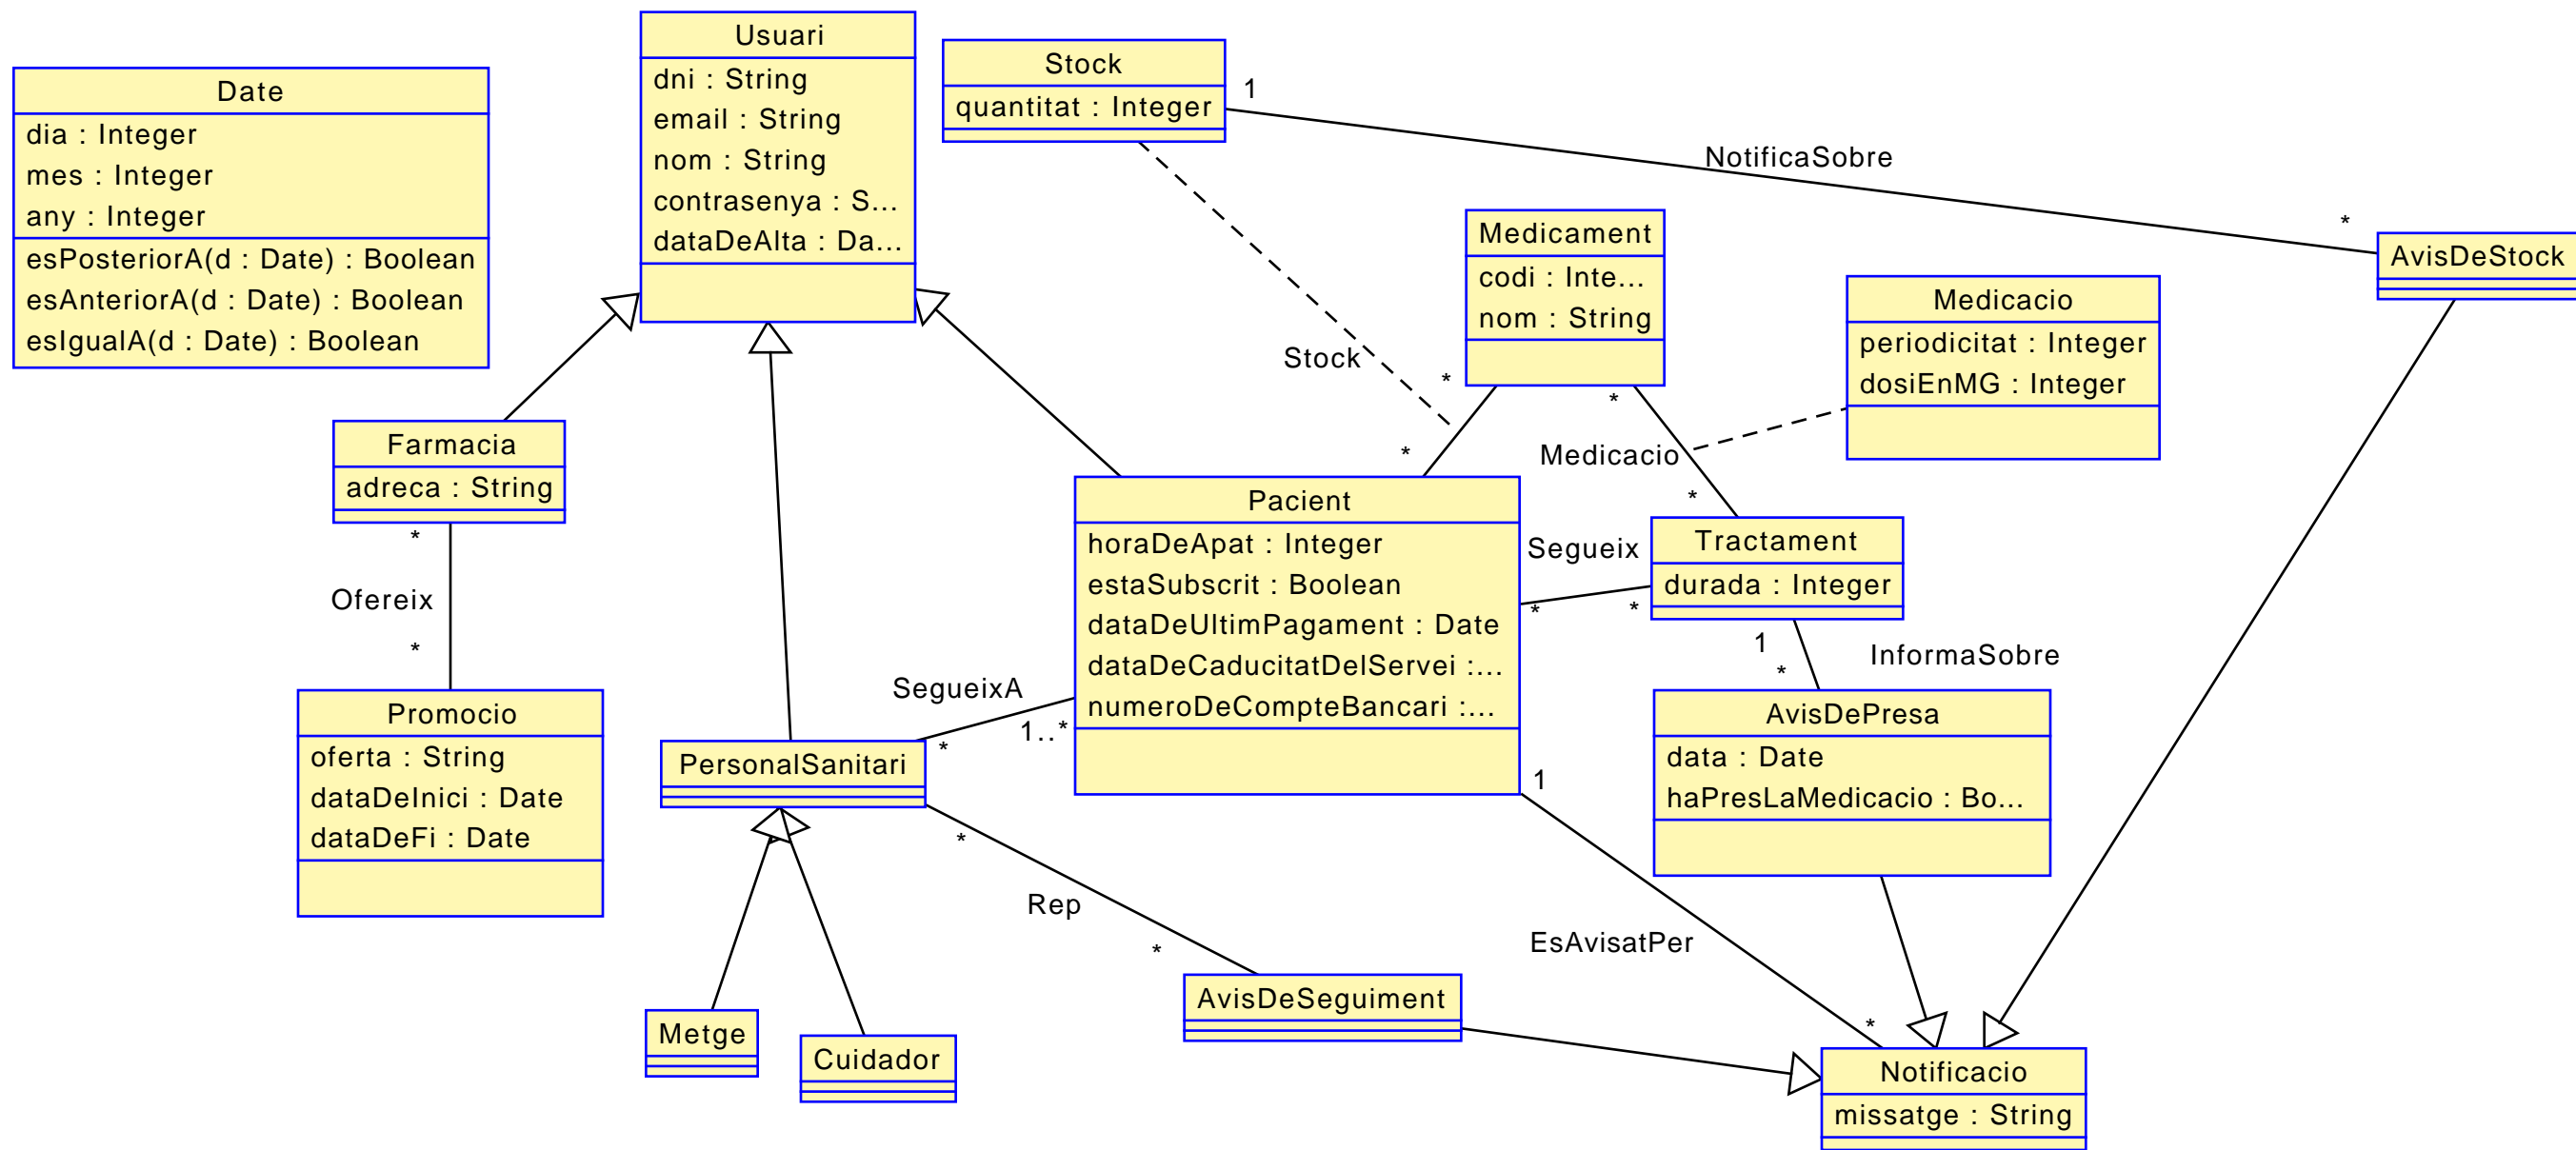 Date
dia : Integer
mes : Integer
any : Integer
esPosteriorA(d : Date) : Boolean
esAnteriorA(d : Date) : Boolean
esIgualA(d : Date) : Boolean
Usuari
dni : String
email : String
nom : String
contrasenya : S...
dataDeAlta : Da...
Stock
quantitat : Integer
1
NotificaSobre
*
AvisDeStock
Medicament
codi : Inte...
nom : String
Medicacio
periodicitat : Integer
dosiEnMG : Integer
Stock
*
*
*
Medicacio
*
Farmacia
adreca : String
*
Ofereix
*
Promocio
oferta : String
dataDeInici : Date
dataDeFi : Date
Pacient
horaDeApat : Integer
estaSubscrit : Boolean
dataDeUltimPagament : Date
dataDeCaducitatDelServei :...
numeroDeCompteBancari :...
Segueix
*
*
Tractament
durada : Integer
1
*
InformaSobre
AvisDePresa
data : Date
haPresLaMedicacio : Bo...
SegueixA
1..*
*
PersonalSanitari
*
Rep
*
1
EsAvisatPer
*
Metge
Cuidador
AvisDeSeguiment
Notificacio
missatge : String